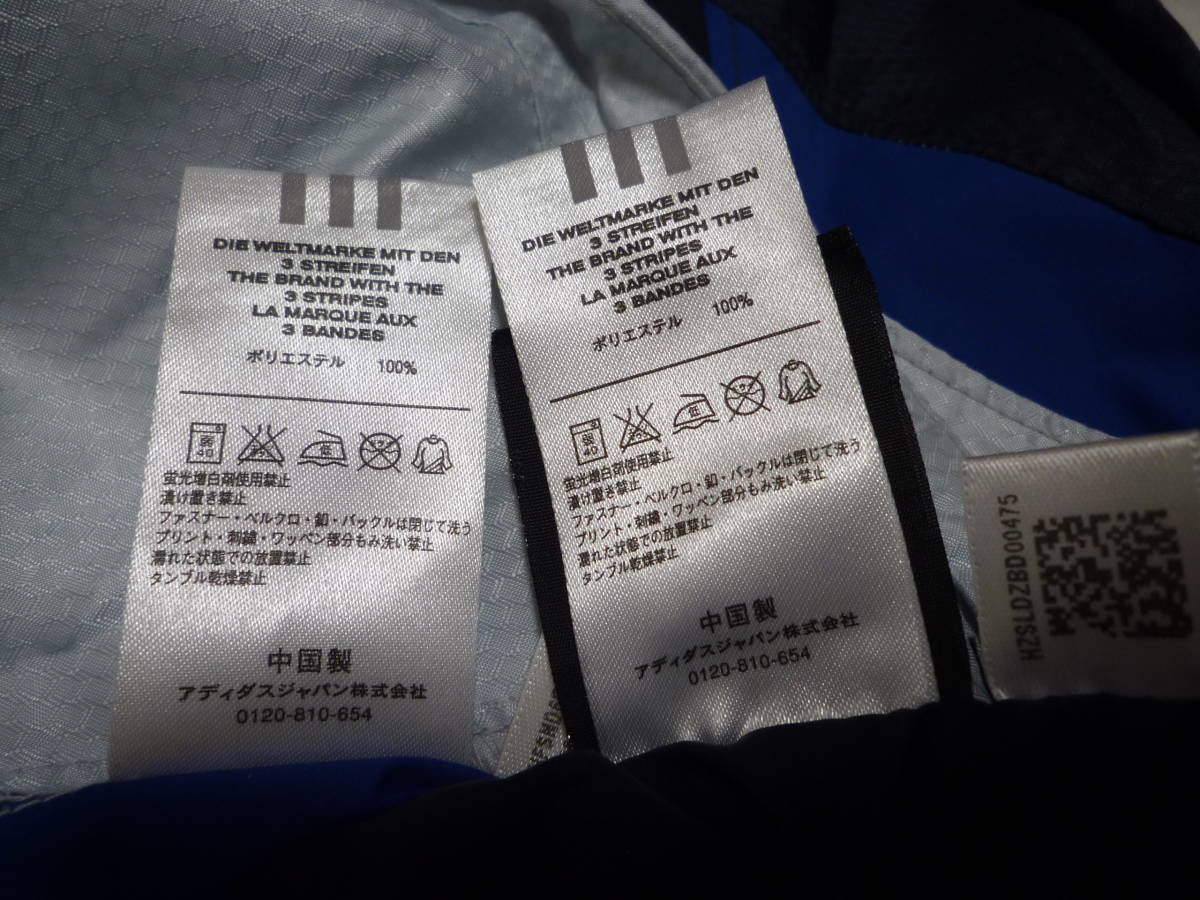 DIE WELTMARKE MIT DEN
3 STREIFEN
THE BRAND WITH THE
3 STRIPES
LA MARQUE AUX
3 BANDES
ポリエステル 100%
40
低
蛍光増白剤使用禁止
漬け置き禁止
ファスナー・ベルクロ・釦・バックルは閉じて洗う
プリント・刺繍・ワッペン部分もみ洗い禁止
濡れた状態での放置禁止
タンブル乾燥禁止
中国製
アディダスジャパン株式会社
0120-810-654
DIE WELTMARKE MIT DEN
3 STREIFEN
THE BRAND WITH THE
3 STRIPES
LA MARQUE AUX
3 BANDES
ポリエステル 100%
40
低
蛍光増白剤使用禁止
漬け置き禁止
ファスナー・ベルクロ・釦・バックルは閉じて洗う
プリント・刺繍・ワッペン部分もみ洗い禁止
濡れた状態での放置禁止
タンブル乾燥禁止
中国製
アディダスジャパン株式会社
0120-810-654
HZSLDZBD00475